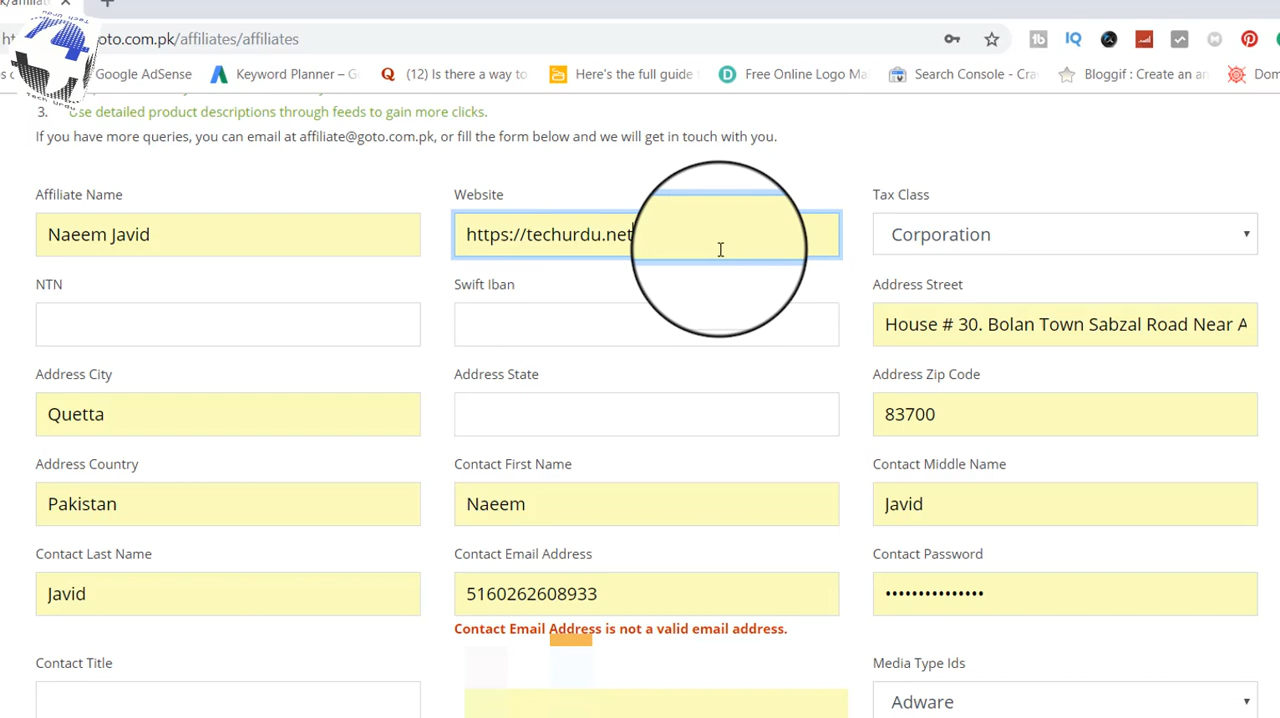 goto.com.pk/affiliates/affiliates
Google AdSense
Keyword Planner – G
(12) Is there a way to
Here's the full guide
Free Online Logo Ma
Search Console - Cra
Bloggif : Create an an
Dom
Tech Urdu
3. Use detailed product descriptions through feeds to gain more clicks.
If you have more queries, you can email at affiliate@goto.com.pk, or fill the form below and we will get in touch with you.
Affiliate Name
Website
Tax Class
Naeem Javid
https://techurdu.net
Corporation
NTN
Swift Iban
Address Street
House # 30. Bolan Town Sabzal Road Near A
Address City
Address State
Address Zip Code
Quetta
83700
Address Country
Contact First Name
Contact Middle Name
Pakistan
Naeem
Javid
Contact Last Name
Contact Email Address
Contact Password
Javid
5160262608933
•••••••••••••••
Contact Email Address is not a valid email address.
Contact Title
Media Type Ids
Adware